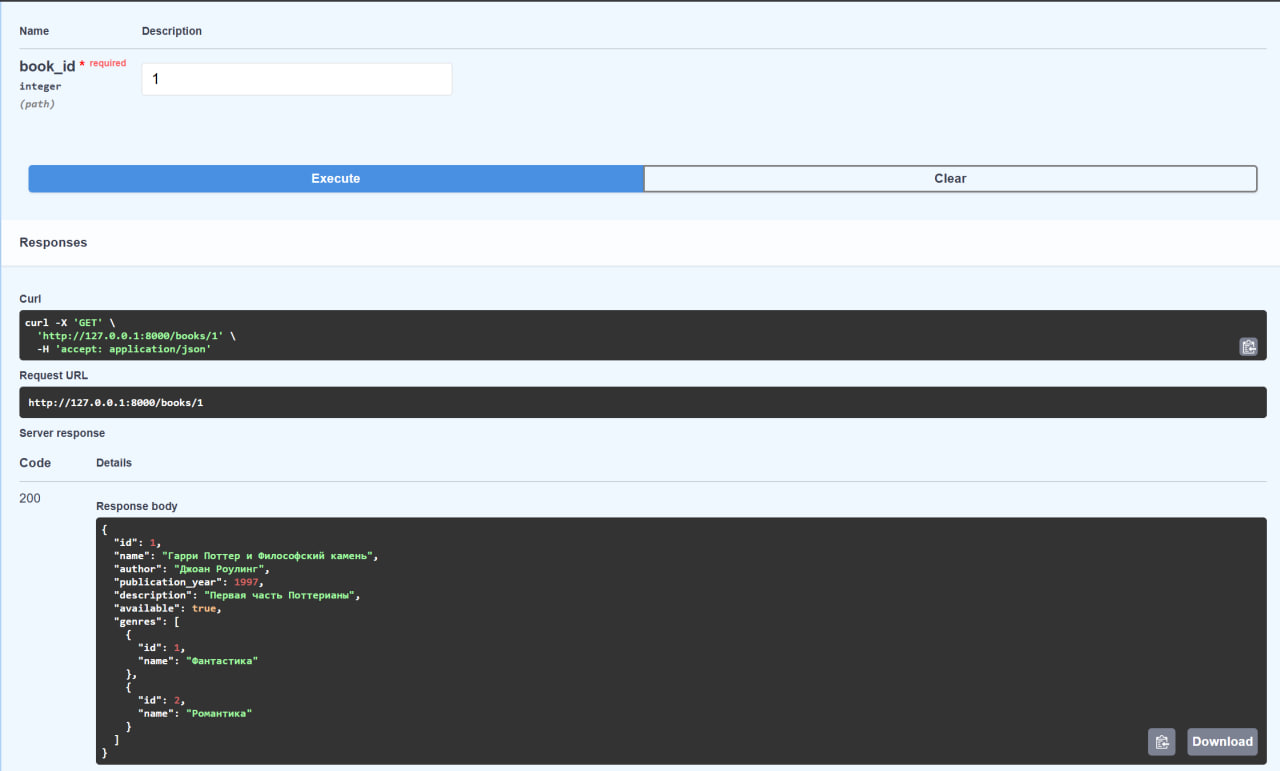 Name Description
book_id * required
1
integer
(path)
Execute Clear
Responses
Curl
curl -X 'GET' \
  'http://127.0.0.1:8000/books/1' \
  -H 'accept: application/json'
Request URL
http://127.0.0.1:8000/books/1
Server response
Code Details
200
Response body
{
  "id": 1,
  "name": "Гарри Поттер и Философский камень",
  "author": "Джоан Роулинг",
  "publication_year": 1997,
  "description": "Первая часть Поттерианы",
  "available": true,
  "genres": [
    {
      "id": 1,
      "name": "Фантастика"
    },
    {
      "id": 2,
      "name": "Романтика"
    }
  ]
}
Download